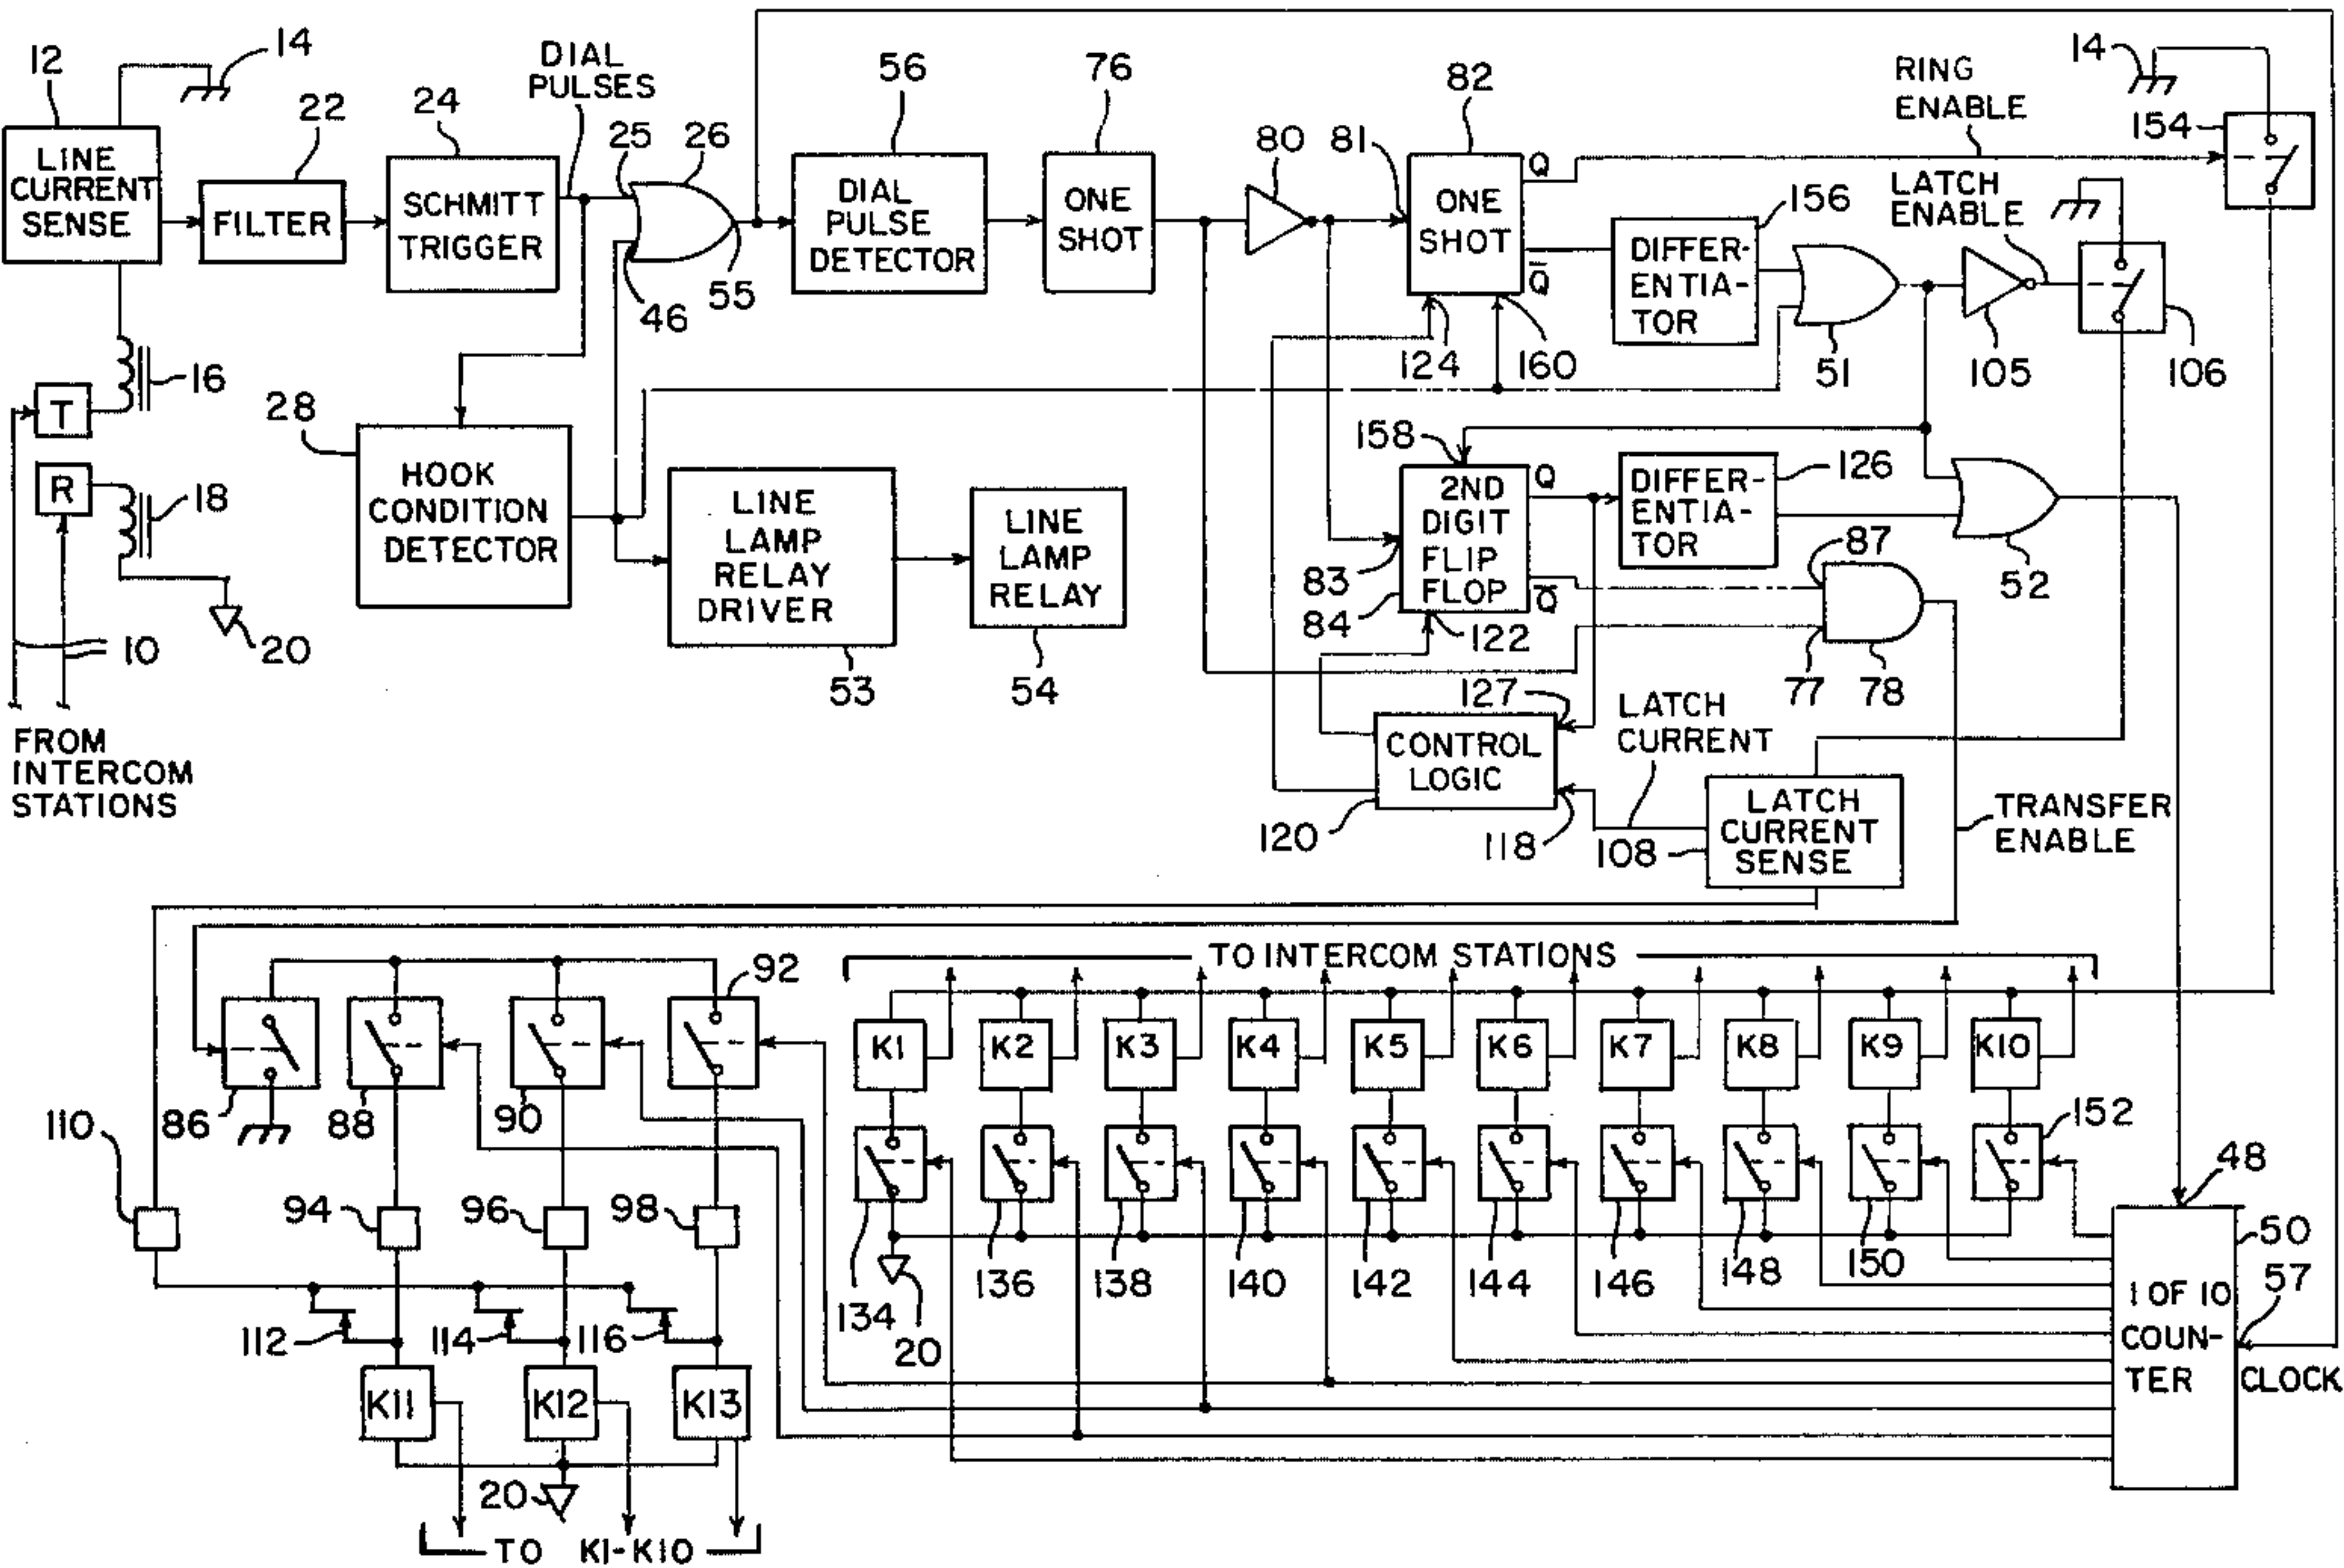 12
14
22
24
DIAL
PULSES
25
26
56
76
80
81
82
RING
ENABLE
14
154
LINE
CURRENT
SENSE
FILTER
SCHMITT
TRIGGER
46
55
DIAL
PULSE
DETECTOR
ONE
SHOT
ONE
SHOT
Q
Q̅
124
160
156
DIFFER-
ENTIA-
TOR
51
LATCH
ENABLE
105
106
16
T
R
18
20
10
FROM
INTERCOM
STATIONS
28
HOOK
CONDITION
DETECTOR
LINE
LAMP
RELAY
DRIVER
53
LINE
LAMP
RELAY
54
158
2ND
DIGIT
FLIP
FLOP
Q
Q̅
83
84
122
DIFFER-
ENTIA-
TOR
126
52
87
77
78
127
CONTROL
LOGIC
120
118
LATCH
CURRENT
108
LATCH
CURRENT
SENSE
TRANSFER
ENABLE
TO INTERCOM STATIONS
92
86
88
90
110
94
96
98
112
114
116
K11
K12
K13
20
TO K1-K10
K1
K2
K3
K4
K5
K6
K7
K8
K9
K10
152
134
20
136
138
140
142
144
146
148
150
48
50
57
1 OF 10
COUN-
TER
CLOCK